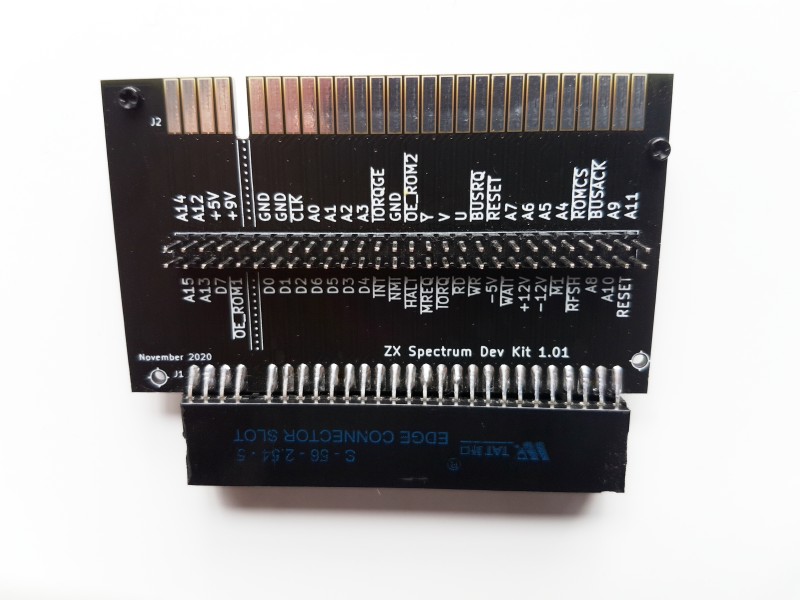 J2
A14
A12
+5V
+9V
GND
GND
CLK
A0
A1
A2
A3
IORQGE
GND
OE_ROM2
Y
V
U
BUSRQ
RESET
A7
A6
A5
A4
ROMCS
BUSACK
A9
A11
A15
A13
D7
OE_ROM1
D0
D1
D2
D6
D5
D3
D4
INT
NMI
HALT
MREQ
IORQ
RD
WR
-5V
WAIT
+12V
-12V
M1
RFSH
A8
A10
RESET
November 2020
ZX Spectrum Dev Kit 1.01
J1
EDGE CONNECTOR SLOT
S - 56 - 2.54 - 5